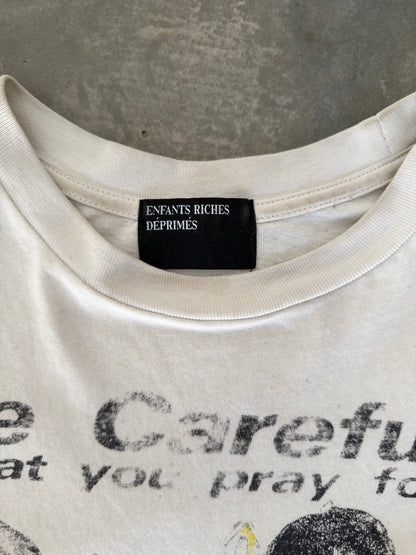 ENFANTS RICHES
DÉPRIMÉS
e Carefu
at you pray fo